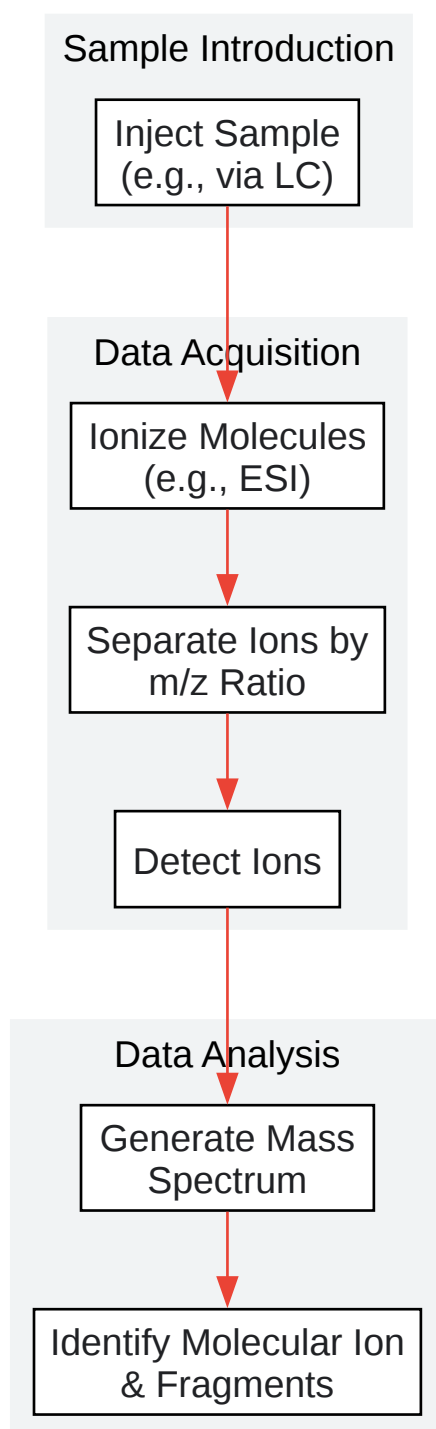 Sample Introduction
Inject Sample
(e.g., via LC)
Data Acquisition
Ionize Molecules
(e.g., ESI)
Separate Ions by
m/z Ratio
Detect Ions
Data Analysis
Generate Mass
Spectrum
Identify Molecular Ion
& Fragments